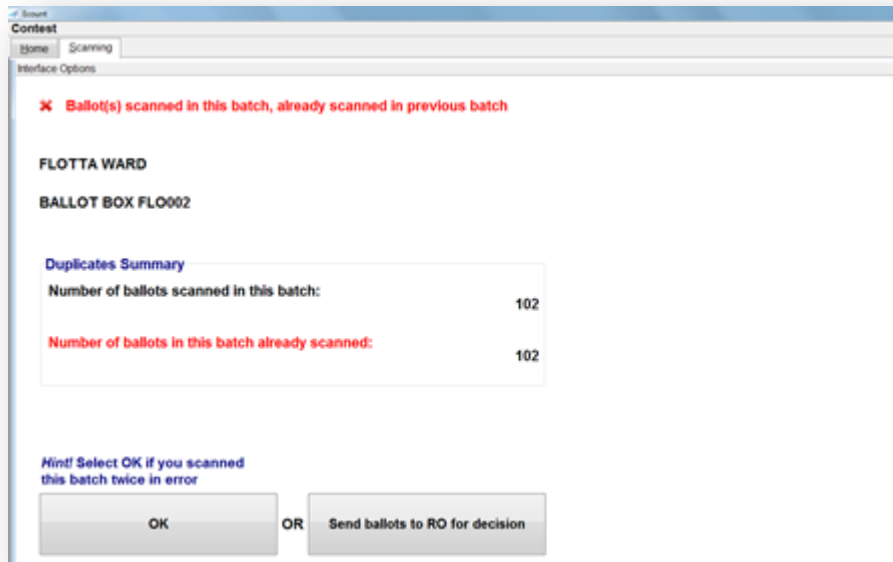 Scount
Contest
Home Scanning
Interface Options
✘ Ballot(s) scanned in this batch, already scanned in previous batch
FLOTTA WARD
BALLOT BOX FLO002
Duplicates Summary
Number of ballots scanned in this batch:
102
Number of ballots in this batch already scanned:
102
Hint! Select OK if you scanned
this batch twice in error
OK OR Send ballots to RO for decision